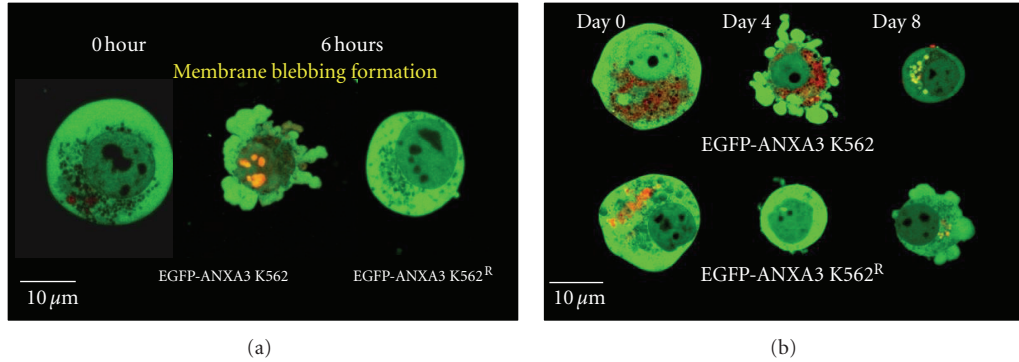 0 hour
6 hours
Membrane blebbing formation
EGFP-ANXA3 K562
EGFP-ANXA3 K562ᴿ
10 µm
(a)
Day 0
Day 4
Day 8
EGFP-ANXA3 K562
EGFP-ANXA3 K562ᴿ
10 µm
(b)